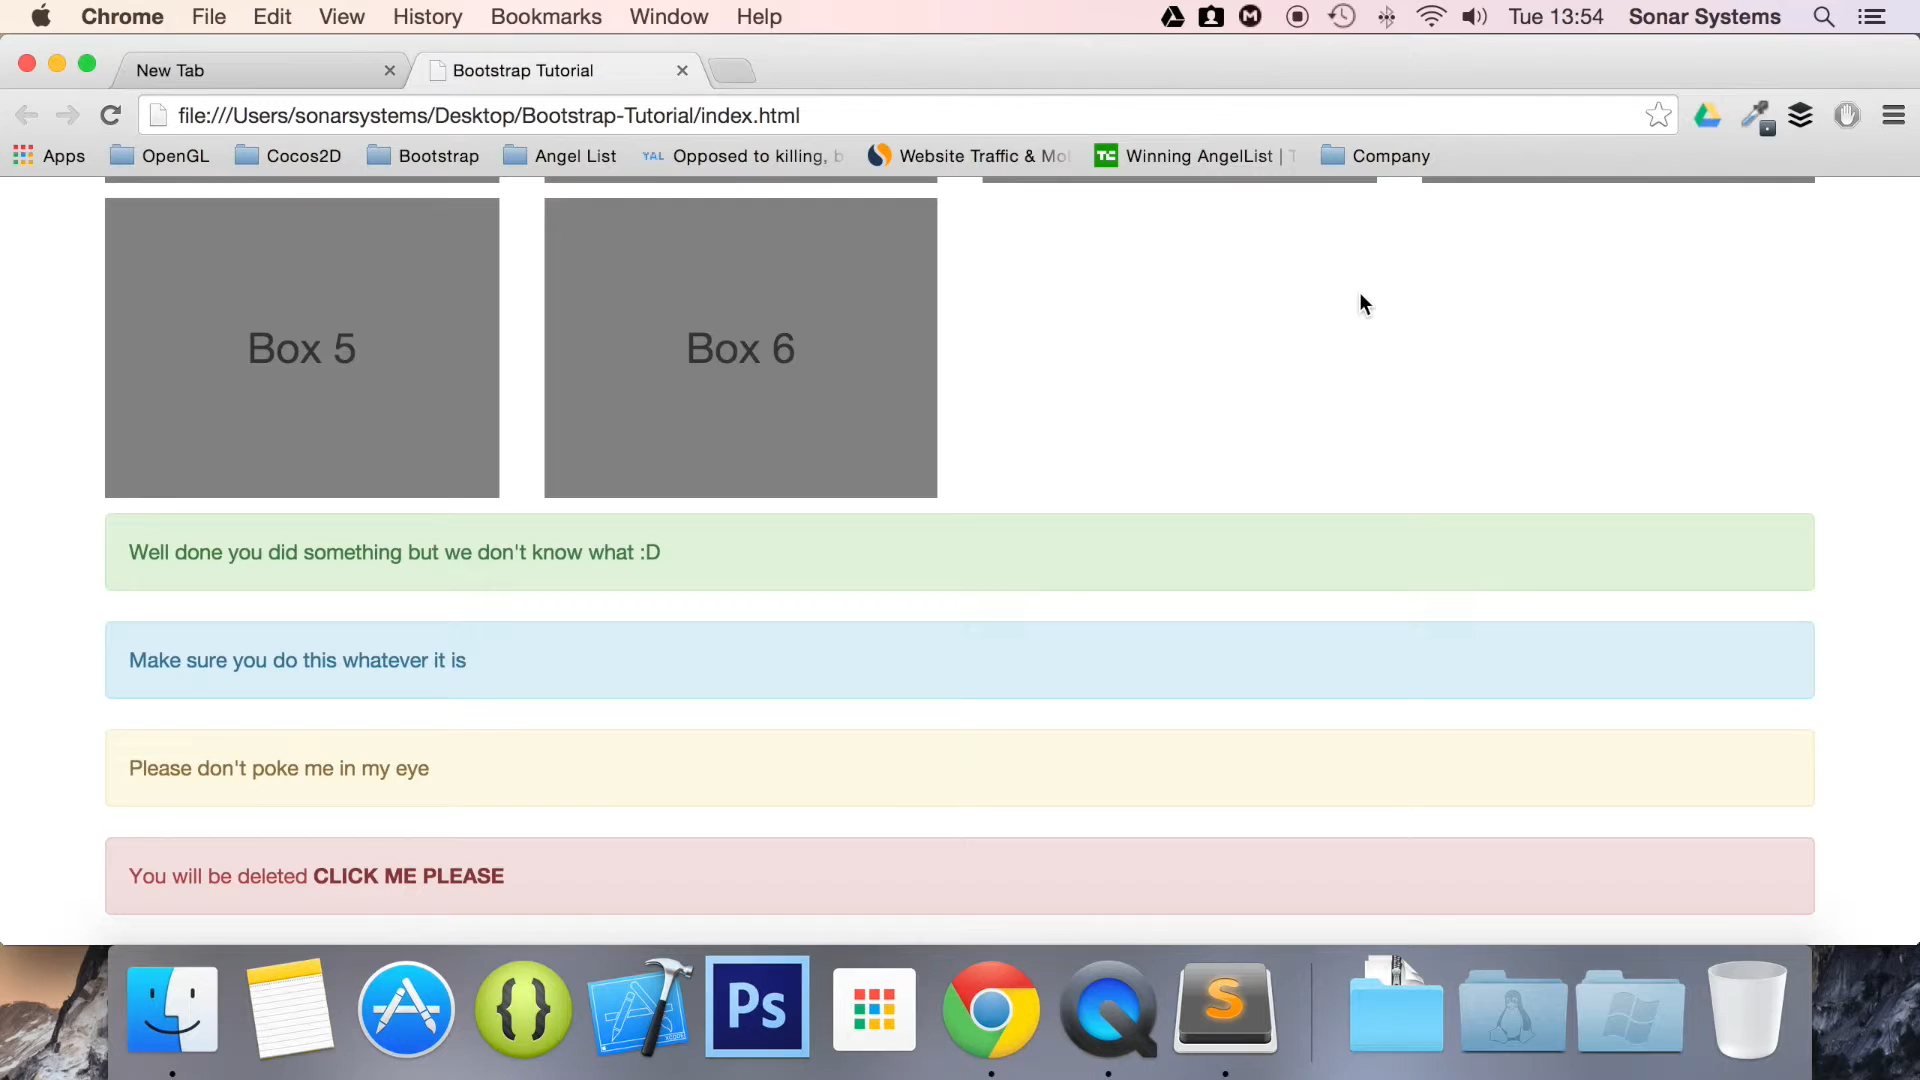 Chrome File Edit View History Bookmarks Window Help Tue 13:54 Sonar Systems
New Tab Bootstrap Tutorial
file:///Users/sonarsystems/Desktop/Bootstrap-Tutorial/index.html
Apps OpenGL Cocos2D Bootstrap Angel List YAL Opposed to killing, Website Traffic & Mo TC Winning AngelList | Company
Box 5 Box 6
Well done you did something but we don't know what :D
Make sure you do this whatever it is
Please don't poke me in my eye
You will be deleted CLICK ME PLEASE
{} Ps S